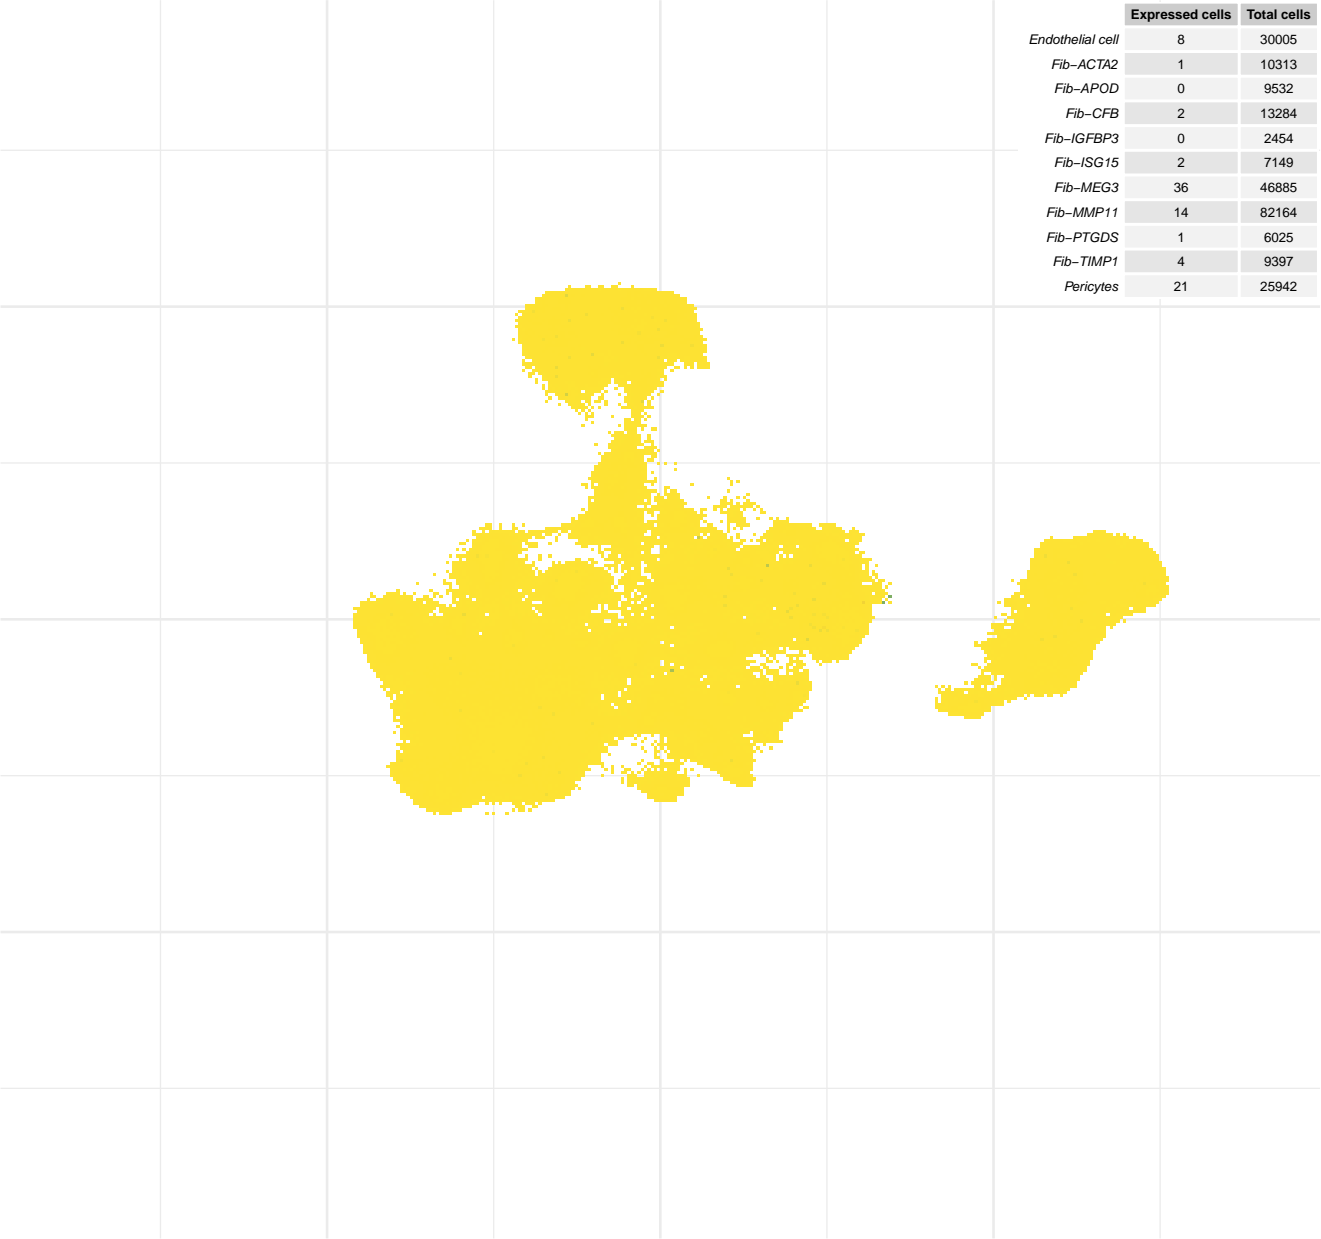 Expressed cells Total cells
Endothelial cell 8 30005
Fib−ACTA2 1 10313
Fib−APOD 0 9532
Fib−CFB 2 13284
Fib−IGFBP3 0 2454
Fib−ISG15 2 7149
Fib−MEG3 36 46885
Fib−MMP11 14 82164
Fib−PTGDS 1 6025
Fib−TIMP1 4 9397
Pericytes 21 25942